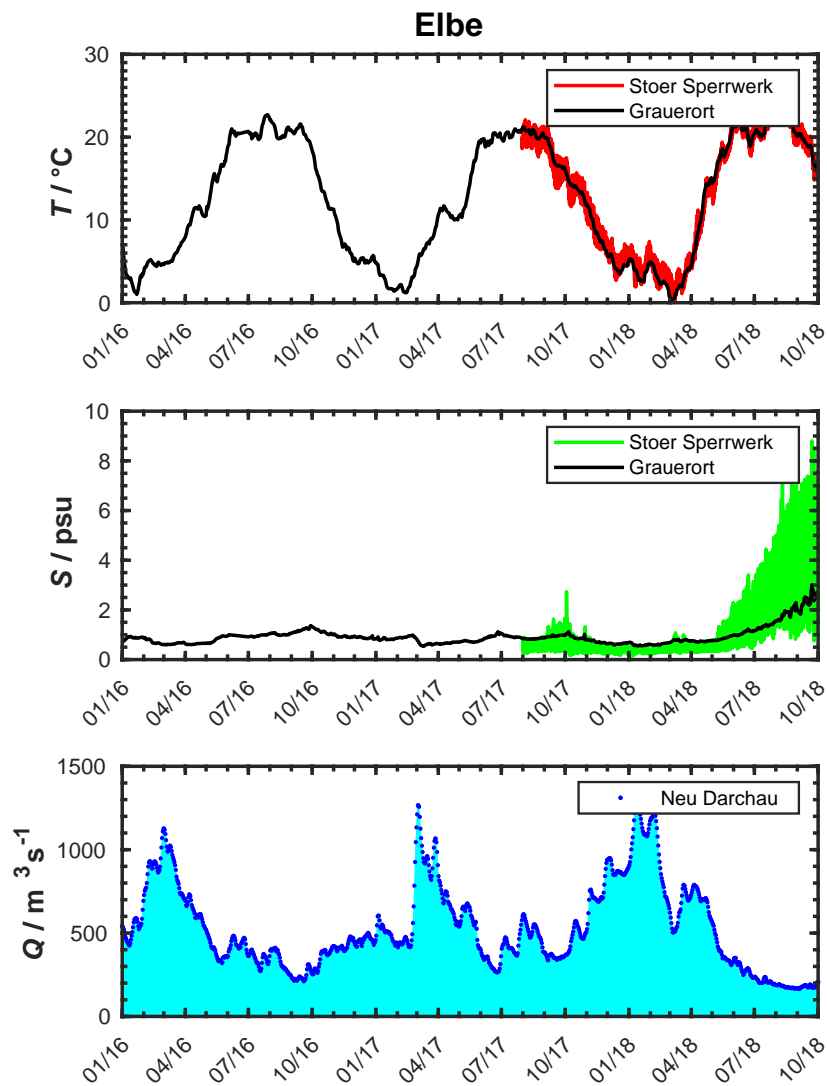 Elbe
T / °C
30
20
10
0
Stoer Sperrwerk
Grauerort
01/16 04/16 07/16 10/16 01/17 04/17 07/17 10/17 01/18 04/18 07/18 10/18
S / psu
10
8
6
4
2
0
Stoer Sperrwerk
Grauerort
01/16 04/16 07/16 10/16 01/17 04/17 07/17 10/17 01/18 04/18 07/18 10/18
Q / m³s⁻¹
1500
1000
500
0
Neu Darchau
01/16 04/16 07/16 10/16 01/17 04/17 07/17 10/17 01/18 04/18 07/18 10/18